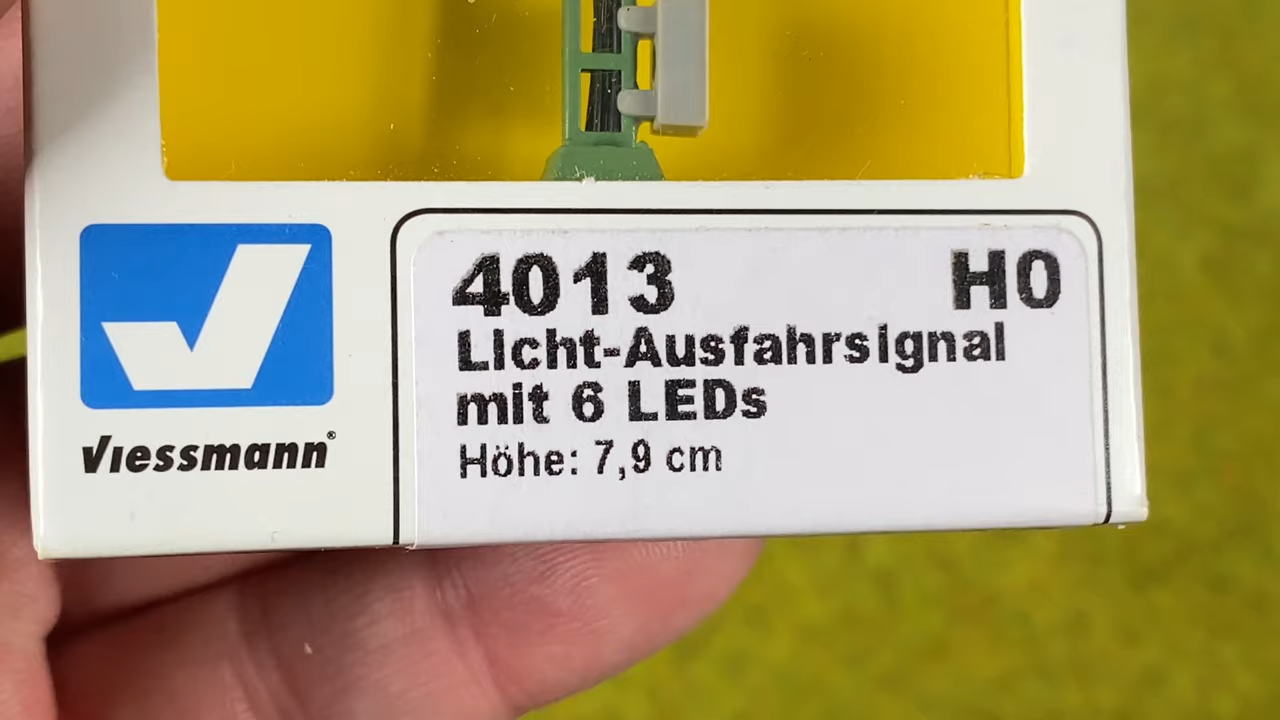 4013 H0
Licht-Ausfahrsignal
mit 6 LEDs
Höhe: 7,9 cm
Viessmann®